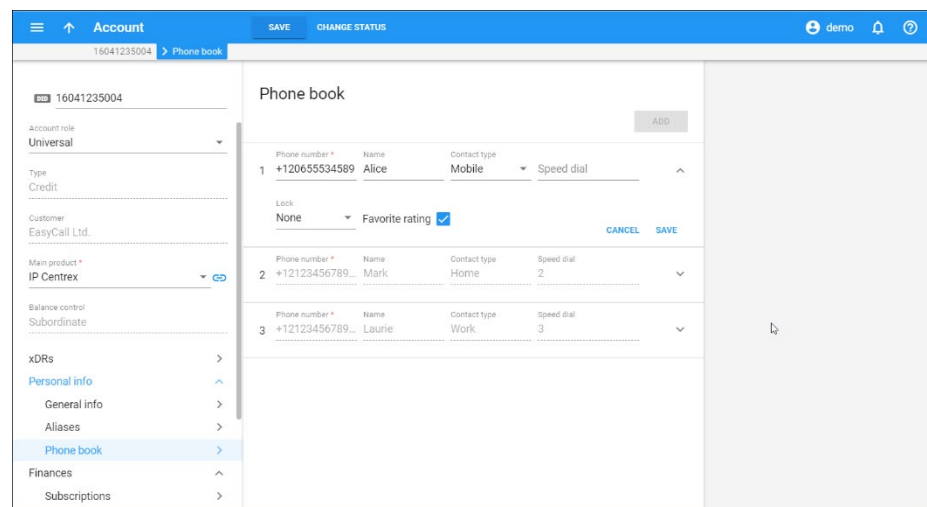 Account SAVE CHANGE STATUS demo
16041235004 Phone book
DID 16041235004
Account role
Universal
Type
Credit
Customer
EasyCall Ltd.
Main product *
IP Centrex
Balance control
Subordinate
xDRs
Personal info
General info
Aliases
Phone book
Finances
Subscriptions
Phone book
ADD
Phone number * Name Contact type
1 +120655534589 Alice Mobile Speed dial
Lock
None Favorite rating
CANCEL SAVE
Phone number * Name Contact type Speed dial
2 +12123456789... Mark Home 2
Phone number * Name Contact type Speed dial
3 +12123456789... Laurie Work 3